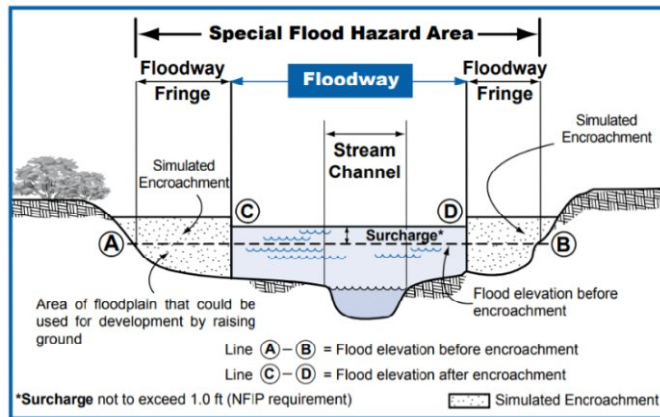 Special Flood Hazard Area
Floodway
Fringe
Floodway
Floodway
Fringe
Simulated
Encroachment
Stream
Channel
Simulated
Encroachment
C
D
A
Surcharge*
B
Area of floodplain that could be
used for development by raising
ground
Flood elevation before
encroachment
Line A – B = Flood elevation before encroachment
Line C – D = Flood elevation after encroachment
*Surcharge not to exceed 1.0 ft (NFIP requirement)
Simulated Encroachment